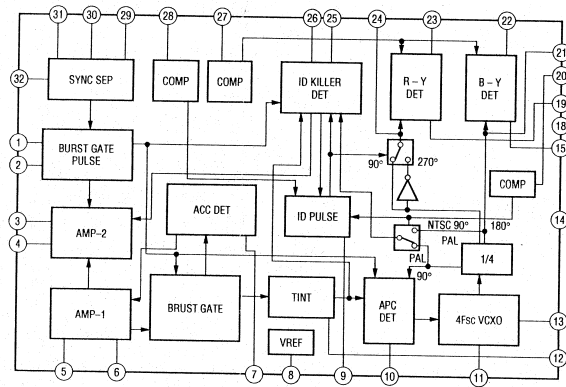 31 30 29 28 27 26 25 24 23 22
21
20
19
18
15
14
13
12
32
1
2
3
4
5 6 7 8 9 10 11
SYNC SEP
COMP
COMP
ID KILLER
DET
R – Y
DET
B – Y
DET
BURST GATE
PULSE
90°
270°
COMP
ACC DET
ID PULSE
AMP-2
NTSC 90°
180°
PAL
PAL
90°
1/4
AMP-1
BRUST GATE
TINT
APC
DET
4FSC VCXO
VREF